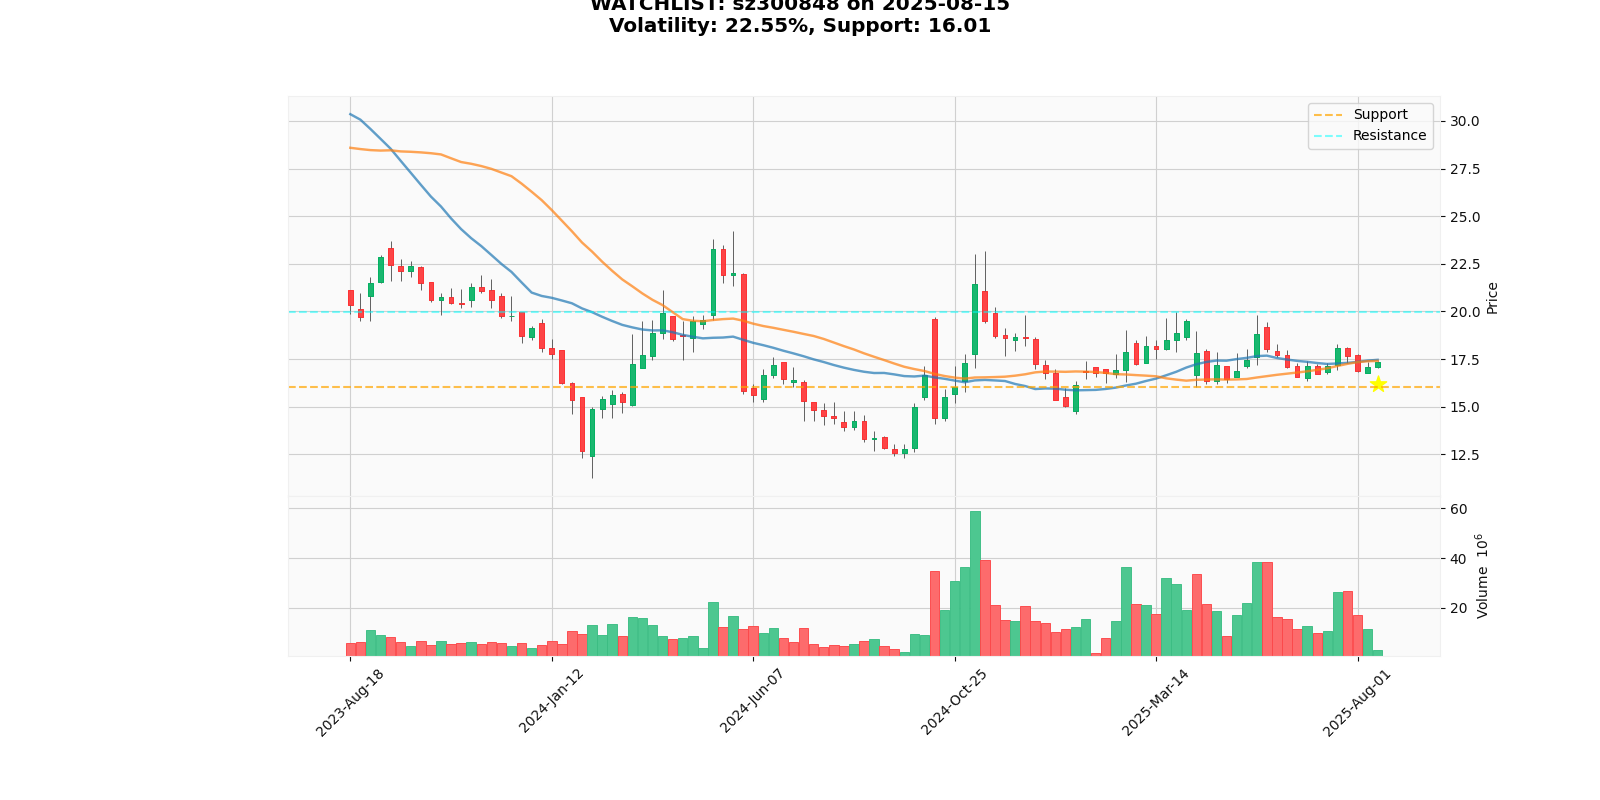 WATCHLIST: sz300848 on 2025-08-15
Volatility: 22.55%, Support: 16.01
Support
Resistance
30.0
27.5
25.0
22.5
20.0
17.5
15.0
12.5
Price
60
40
20
Volume 10⁶
2023-Aug-18
2024-Jan-12
2024-Jun-07
2024-Oct-25
2025-Mar-14
2025-Aug-01